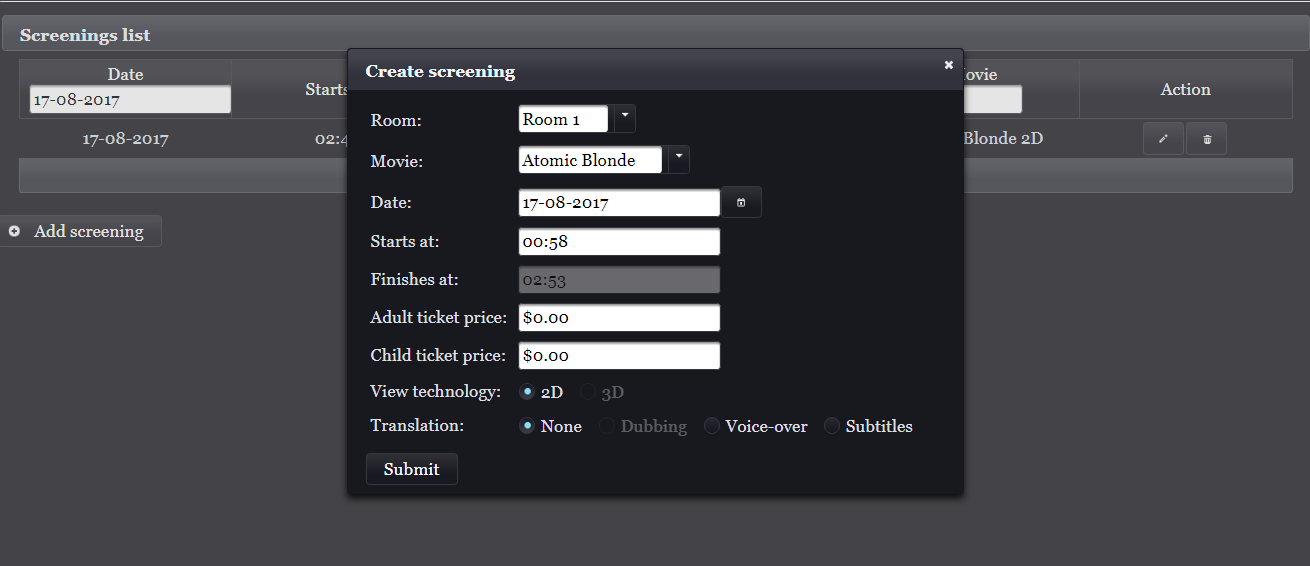 Screenings list
Date
Starts
ovie
Action
17-08-2017
17-08-2017
02:4
Blonde 2D
Add screening
Create screening
Room: Room 1
Movie: Atomic Blonde
Date: 17-08-2017
Starts at: 00:58
Finishes at: 02:53
Adult ticket price: $0.00
Child ticket price: $0.00
View technology: 2D 3D
Translation: None Dubbing Voice-over Subtitles
Submit